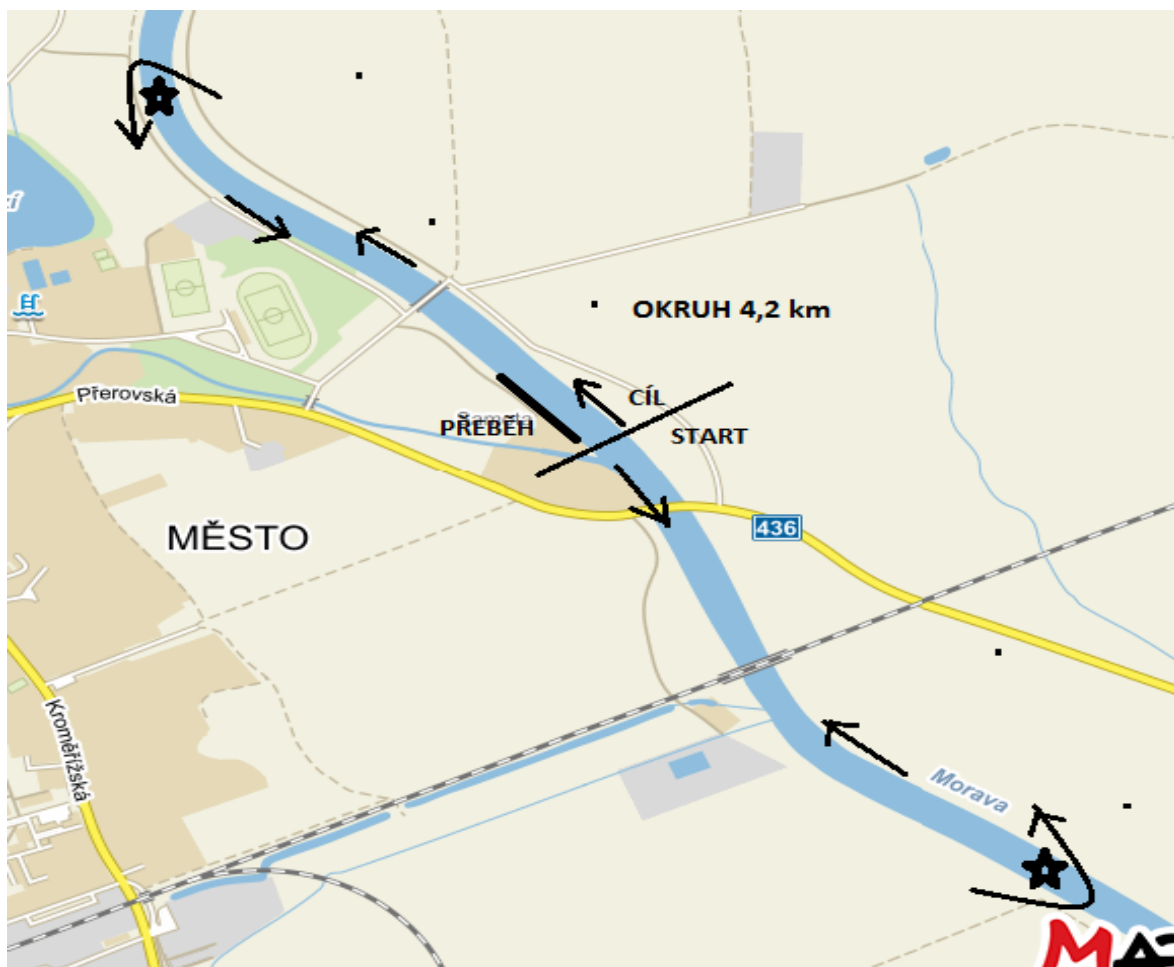 OKRUH 4,2 km
Přerovská
CÍL
PŘEBĚH
START
436
MĚSTO
Kroměřížská
Morava